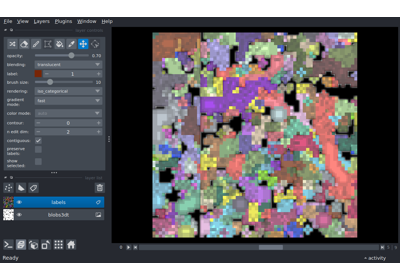 File View Layers Plugins Window Help
opacity: 0.70
blending: translucent
label: 1
brush size: 10
rendering: iso_categorical
gradient mode: fast
color mode:
contour: 0
n edit dim: 2
contiguous:
preserve labels:
show selected:
labels
blobs3dt
0
Ready
activity